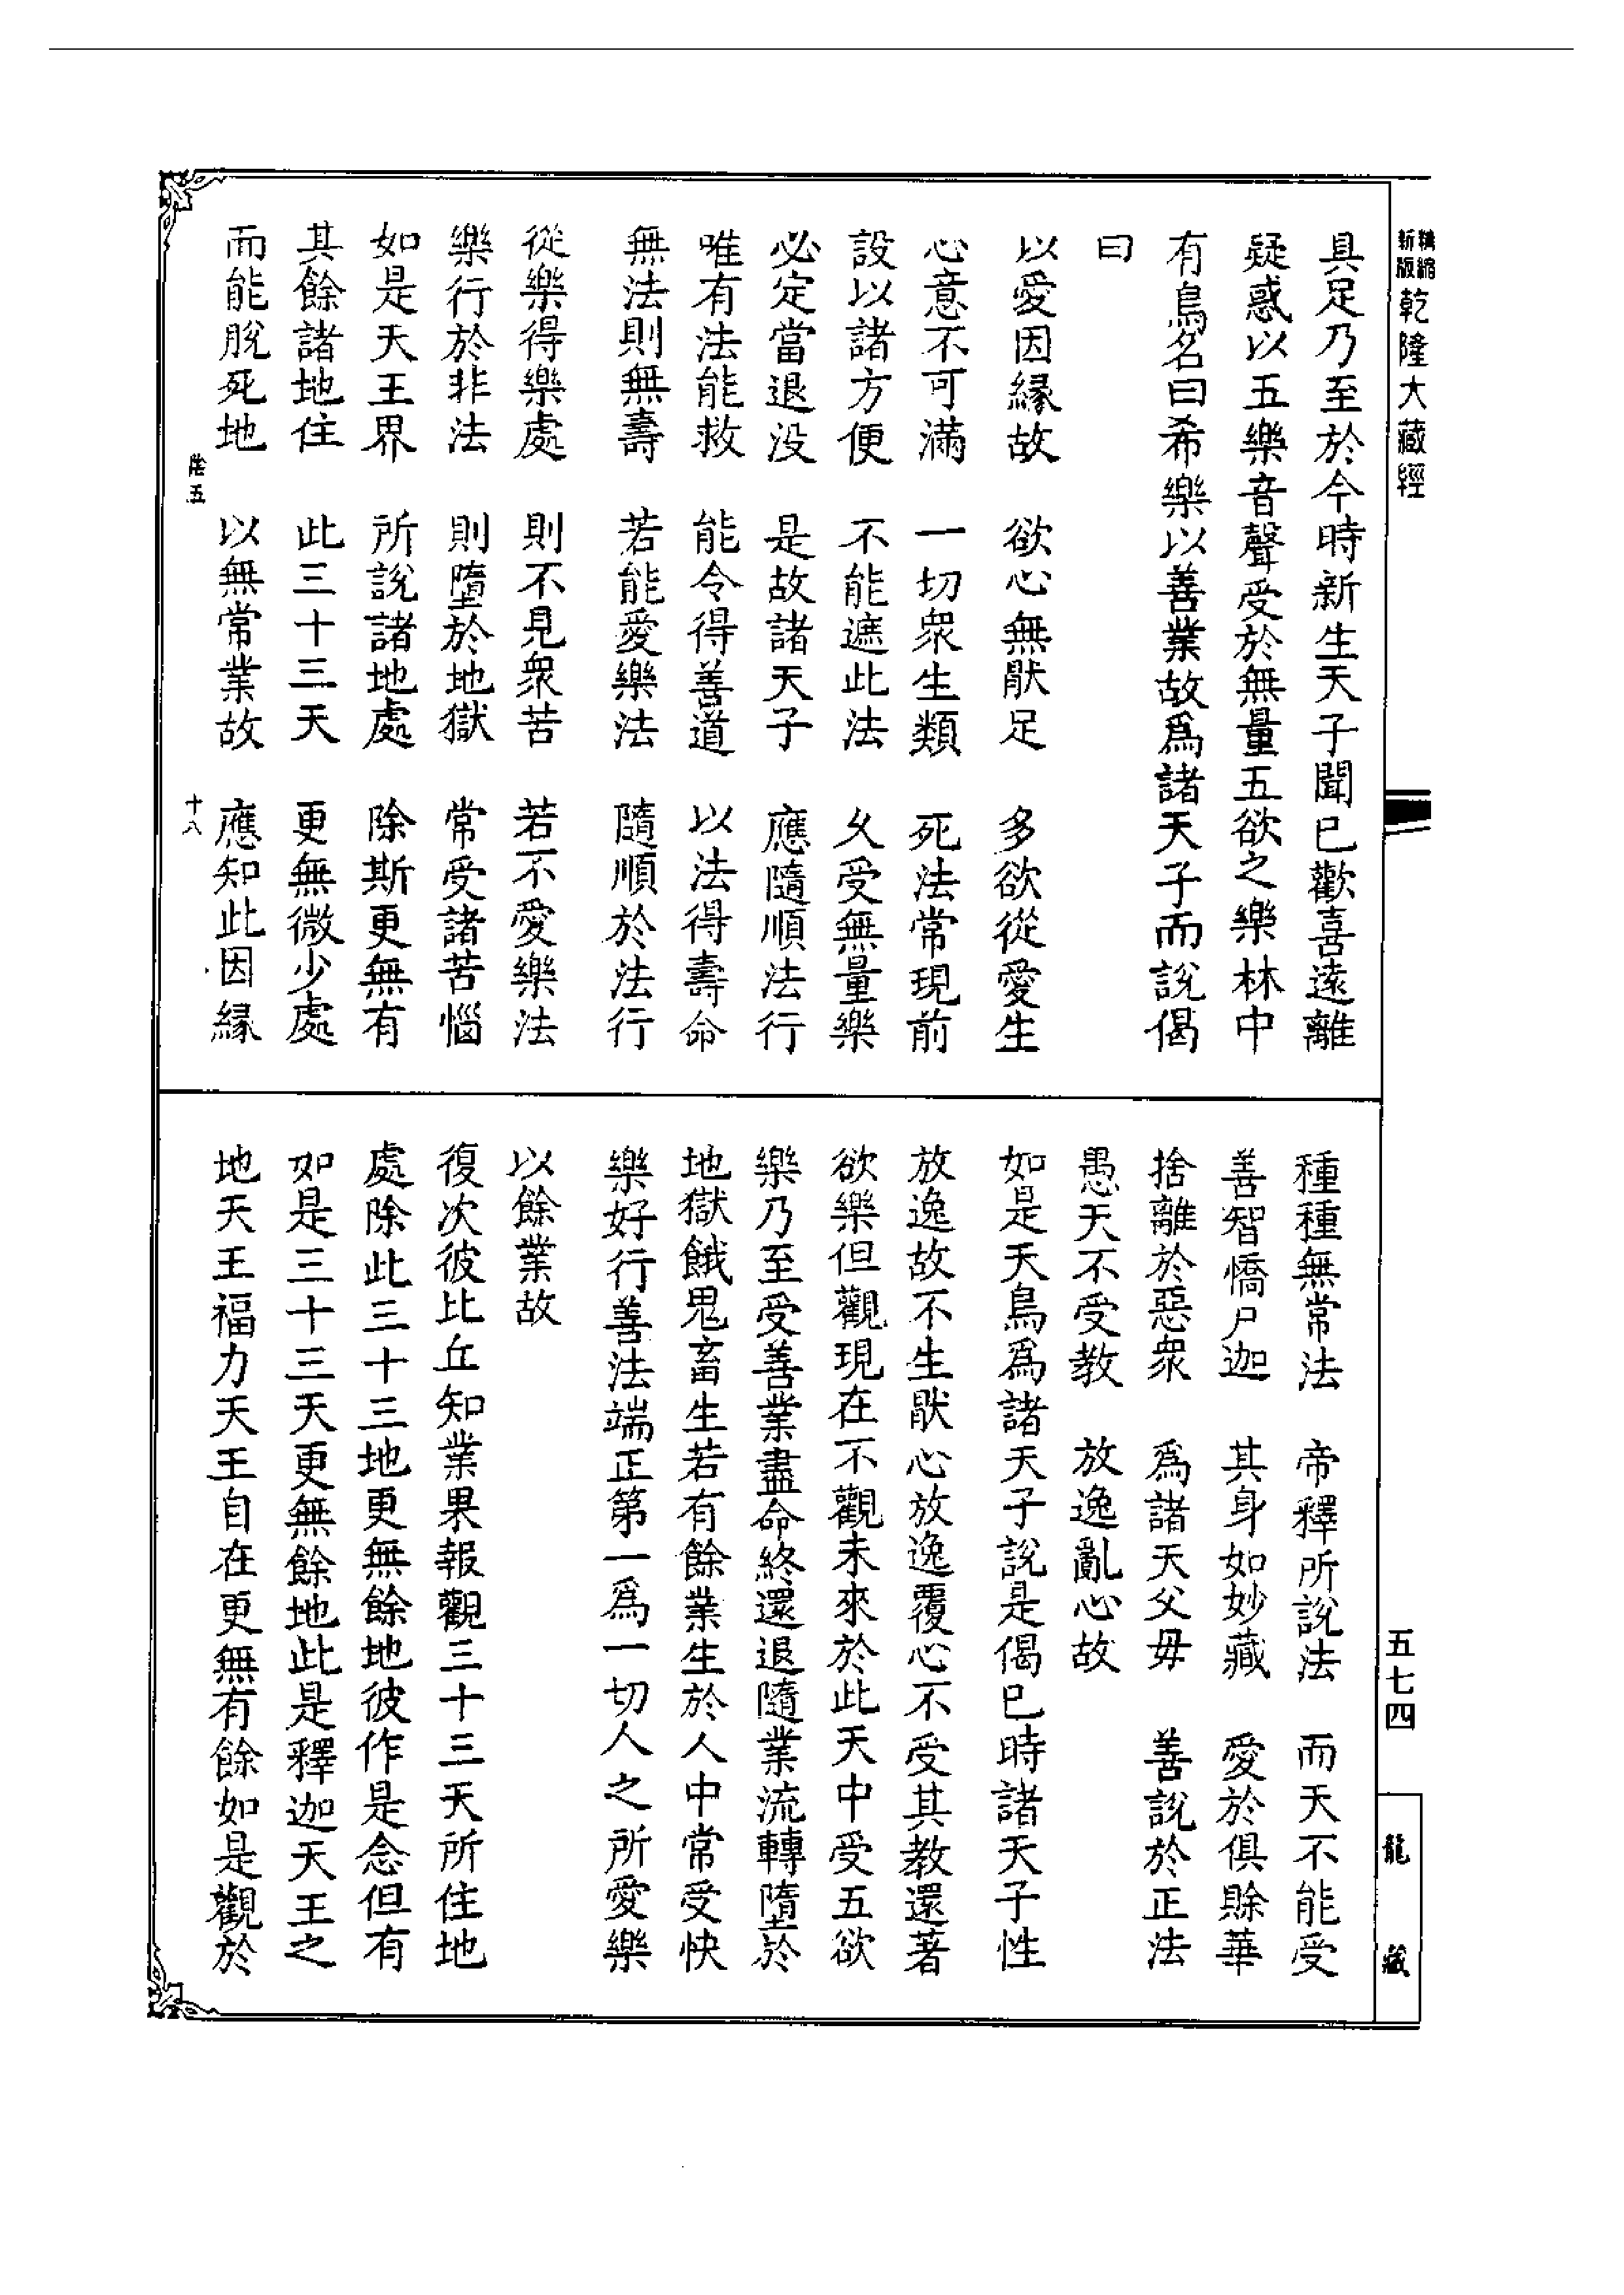 精縮新版乾隆大藏經
具足乃至於今時新生天子聞已歡喜遠離
疑惑以五樂音聲受於無量五欲之樂林中
有鳥名曰希樂以善業故爲諸天子而說偈
曰
以愛因緣故　欲心無猒足　多欲從愛生
心意不可滿　一切衆生類　死法常現前
設以諸方便　不能遮此法　久受無量樂
必定當退没　是故諸天子　應隨順法行
唯有法能救　能令得善道　以法得壽命
無法則無壽　若能愛樂法　隨順於法行
從樂得樂處　則不見衆苦　若不愛樂法
樂行於非法　則墮於地獄　常受諸苦惱
如是天王界　所說諸地處　除斯更無有
其餘諸地住　此三十三天　更無微少處
而能脫死地　以無常業故　應知此因緣
陰五　十八
種種無常法　帝釋所說法　而天不能受
善智憍尸迦　其身如妙藏　愛於俱賖華
捨離於惡衆　爲諸天父毋　善說於正法
愚天不受教　放逸亂心故
如是天鳥爲諸天子說是偈已時諸天子性
放逸故不生猒心放逸覆心不受其教還著
欲樂但觀現在不觀未來於此天中受五欲
樂乃至受善業盡命終還退隨業流轉墮於
地獄餓鬼畜生若有餘業生於人中常受快
樂好行善法端正第一爲一切人之所愛樂
以餘業故
復次彼比丘知業果報觀三十三天所住地
處除此三十三地更無餘地彼作是念但有
如是三十三天更無餘地此是釋迦天王之
地天王福力天王自在更無有餘如是觀於
五七四
龍藏